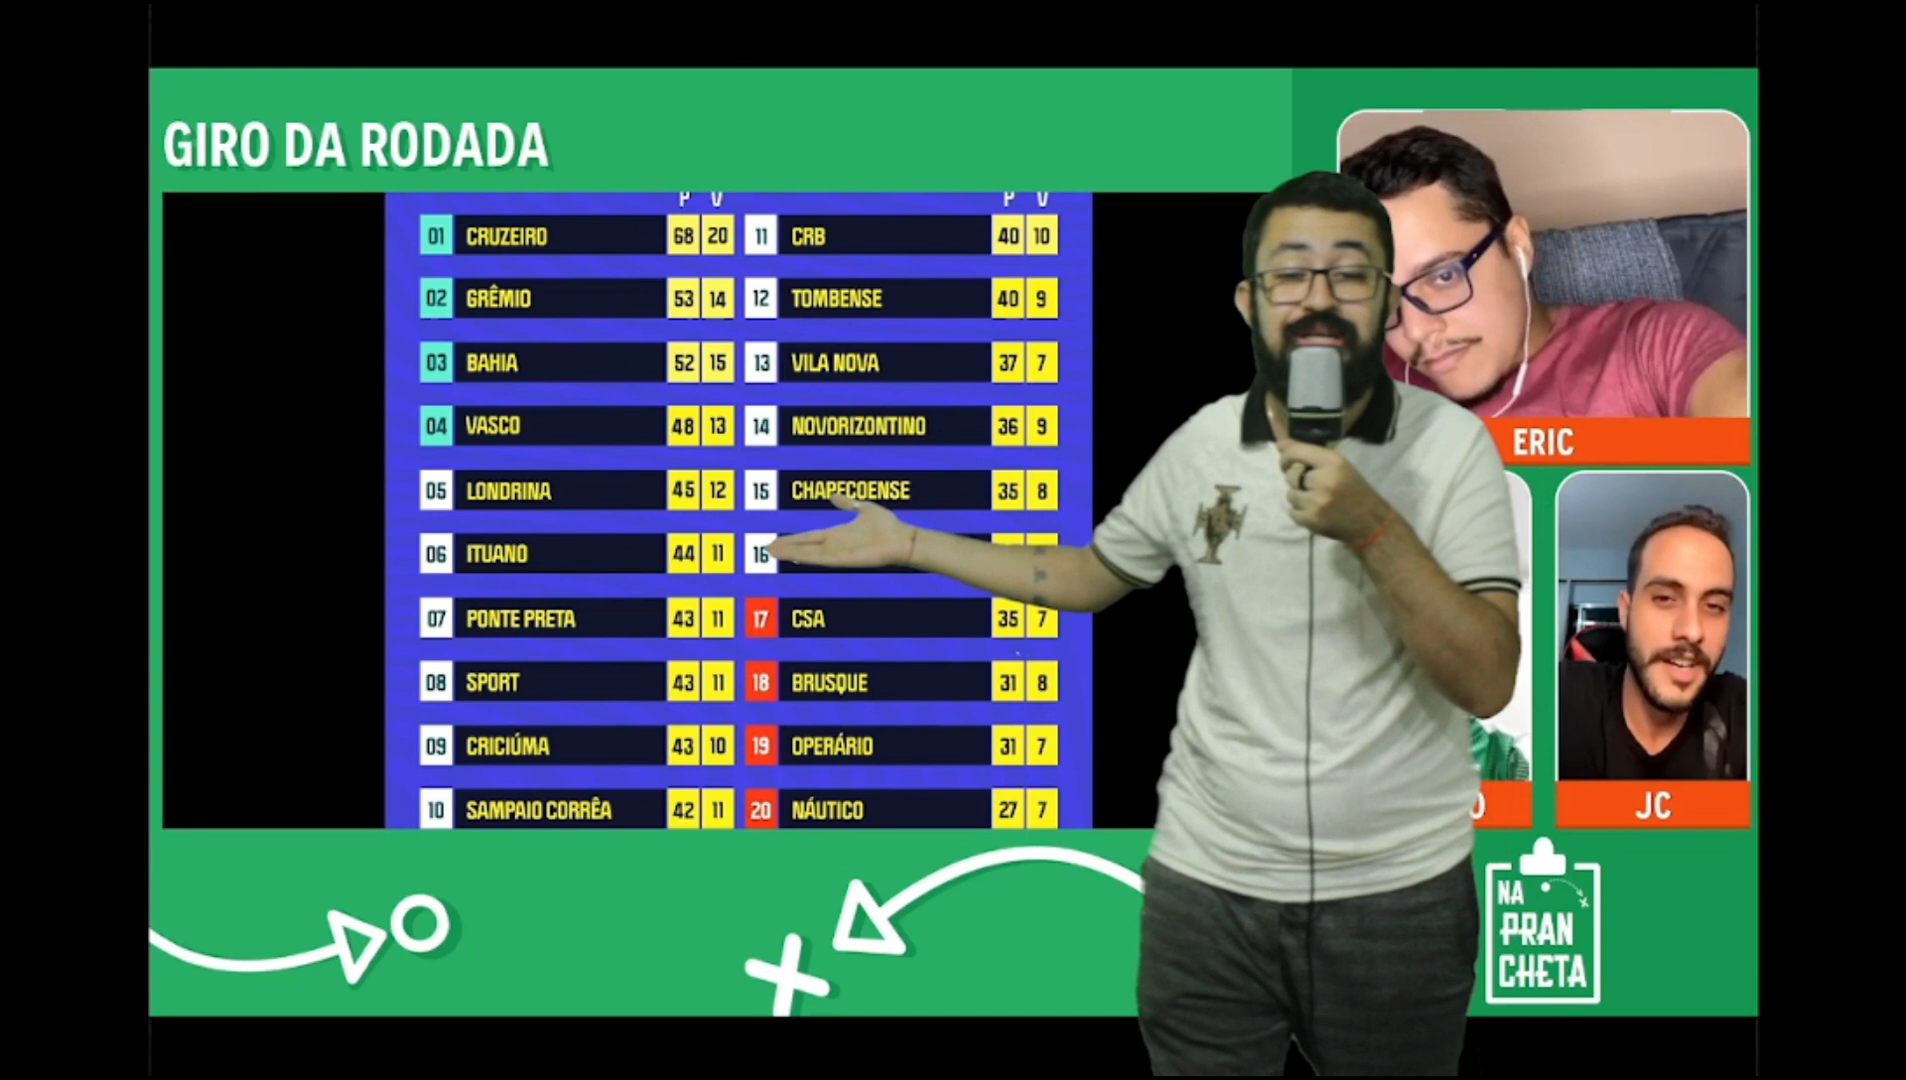 GIRO DA RODADA
P V P V
01 CRUZEIRO 68 20 11 CRB 40 10
02 GRÊMIO 53 14 12 TOMBENSE 40 9
03 BAHIA 52 15 13 VILA NOVA 37 7
04 VASCO 48 13 14 NOVORIZONTINO 36 9
05 LONDRINA 45 12 15 CHAPECOENSE 35 8
06 ITUANO 44 11 16
07 PONTE PRETA 43 11 17 CSA 35 7
08 SPORT 43 11 18 BRUSQUE 31 8
09 CRICIÚMA 43 10 19 OPERÁRIO 31 7
10 SAMPAIO CORRÊA 42 11 20 NÁUTICO 27 7
ERIC
JC
NA
PRAN
CHETA